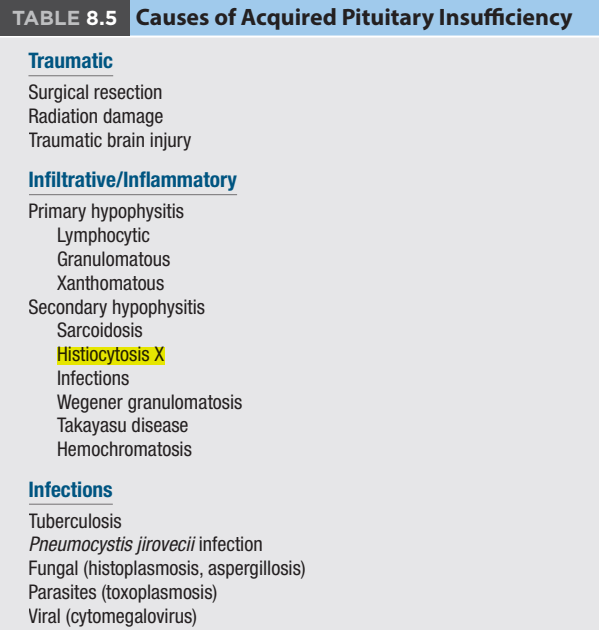 TABLE 8.5 Causes of Acquired Pituitary Insufficiency
Traumatic
Surgical resection
Radiation damage
Traumatic brain injury
Infiltrative/Inflammatory
Primary hypophysitis
Lymphocytic
Granulomatous
Xanthomatous
Secondary hypophysitis
Sarcoidosis
Histiocytosis X
Infections
Wegener granulomatosis
Takayasu disease
Hemochromatosis
Infections
Tuberculosis
Pneumocystis jirovecii infection
Fungal (histoplasmosis, aspergillosis)
Parasites (toxoplasmosis)
Viral (cytomegalovirus)